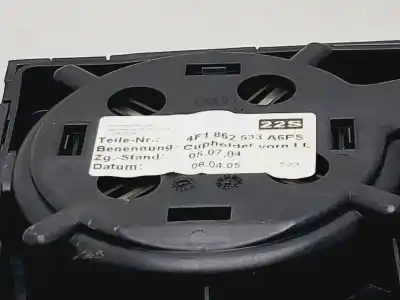 22S
Teile-Nr.: 4F1 862 533 A6PS
Benennung: Cupholder vorn LL
Zg.-Stand: 05.07.04
Datum: 06.04.05